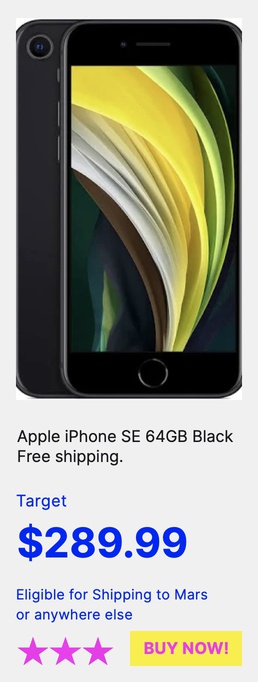 Apple iPhone SE 64GB Black
Free shipping.
Target
$289.99
Eligible for Shipping to Mars
or anywhere else
BUY NOW!